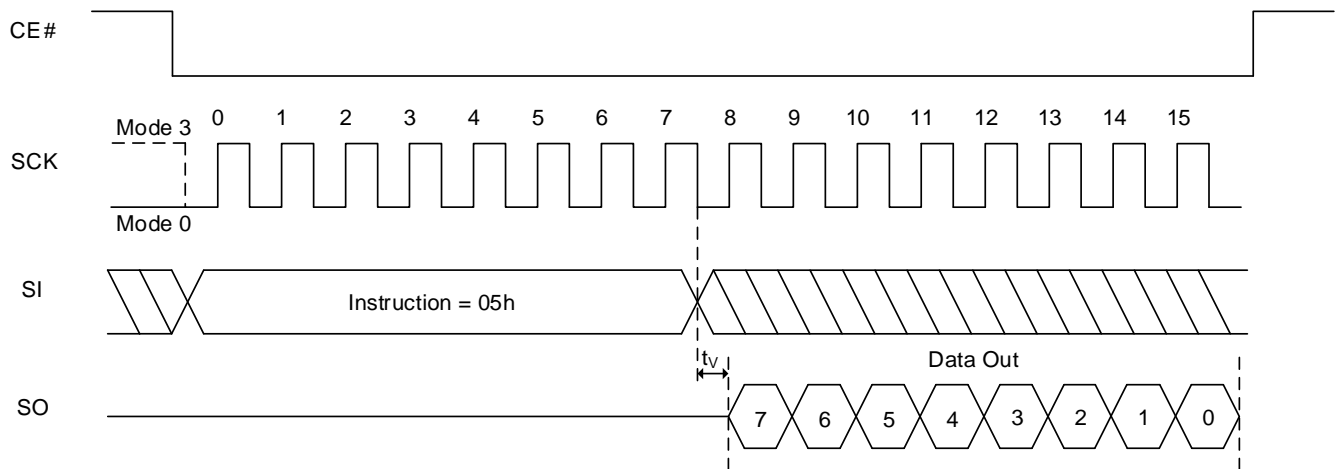 CE#
Mode 3
0 1 2 3 4 5 6 7 8 9 10 11 12 13 14 15
SCK
Mode 0
SI
Instruction = 05h
tV
Data Out
SO
7 6 5 4 3 2 1 0